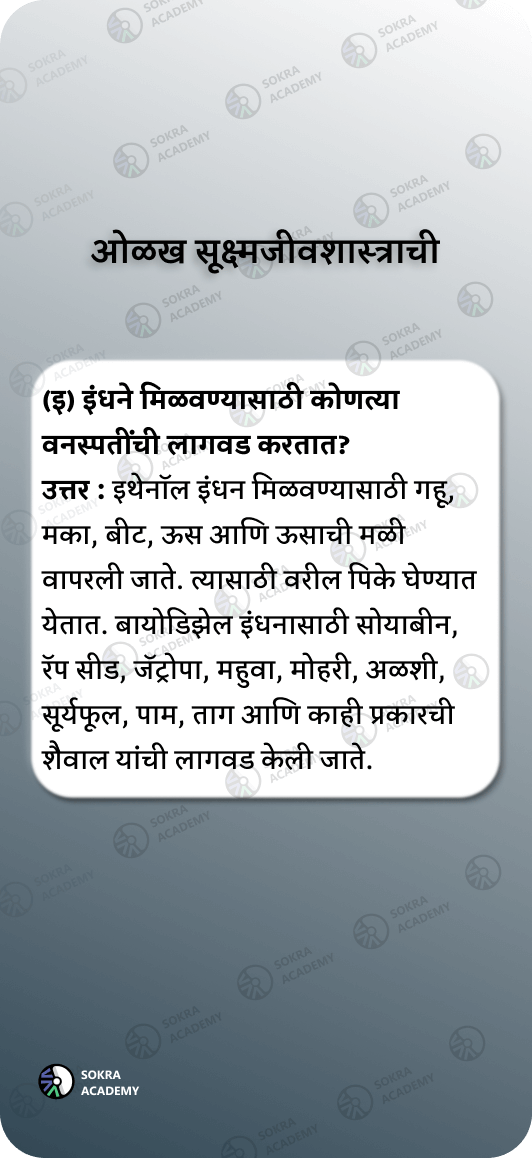 ओळख सूक्ष्मजीवशास्त्राची
(इ) इंधने मिळवण्यासाठी कोणत्या
वनस्पतींची लागवड करतात?
उत्तर : इथेनॉल इंधन मिळवण्यासाठी गहू,
मका, बीट, ऊस आणि ऊसाची मळी
वापरली जाते. त्यासाठी वरील पिके घेण्यात
येतात. बायोडिझेल इंधनासाठी सोयाबीन,
रॅप सीड, जॅट्रोपा, महुवा, मोहरी, अळशी,
सूर्यफूल, पाम, ताग आणि काही प्रकारची
शैवाल यांची लागवड केली जाते.
SOKRA
ACADEMY